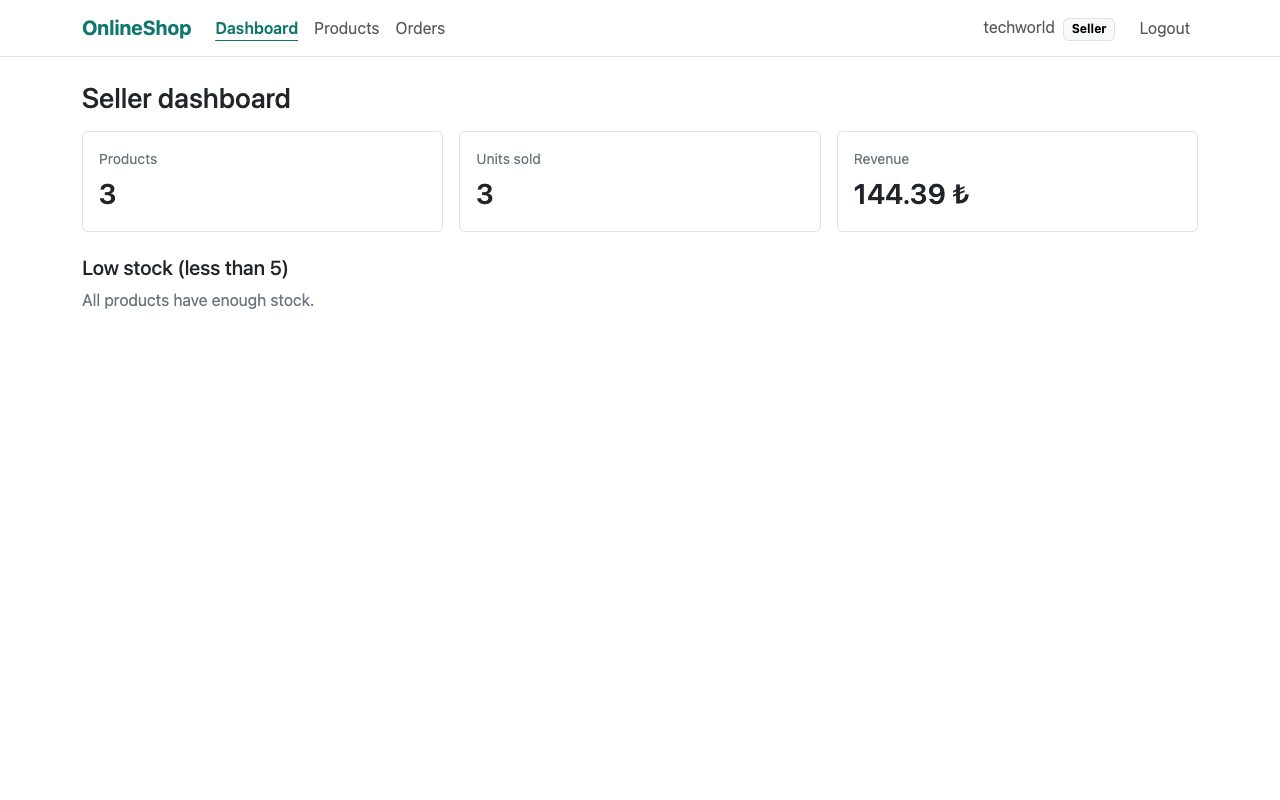 OnlineShop Dashboard Products Orders techworld Seller Logout
Seller dashboard
Products
3
Units sold
3
Revenue
144.39 ₺
Low stock (less than 5)
All products have enough stock.